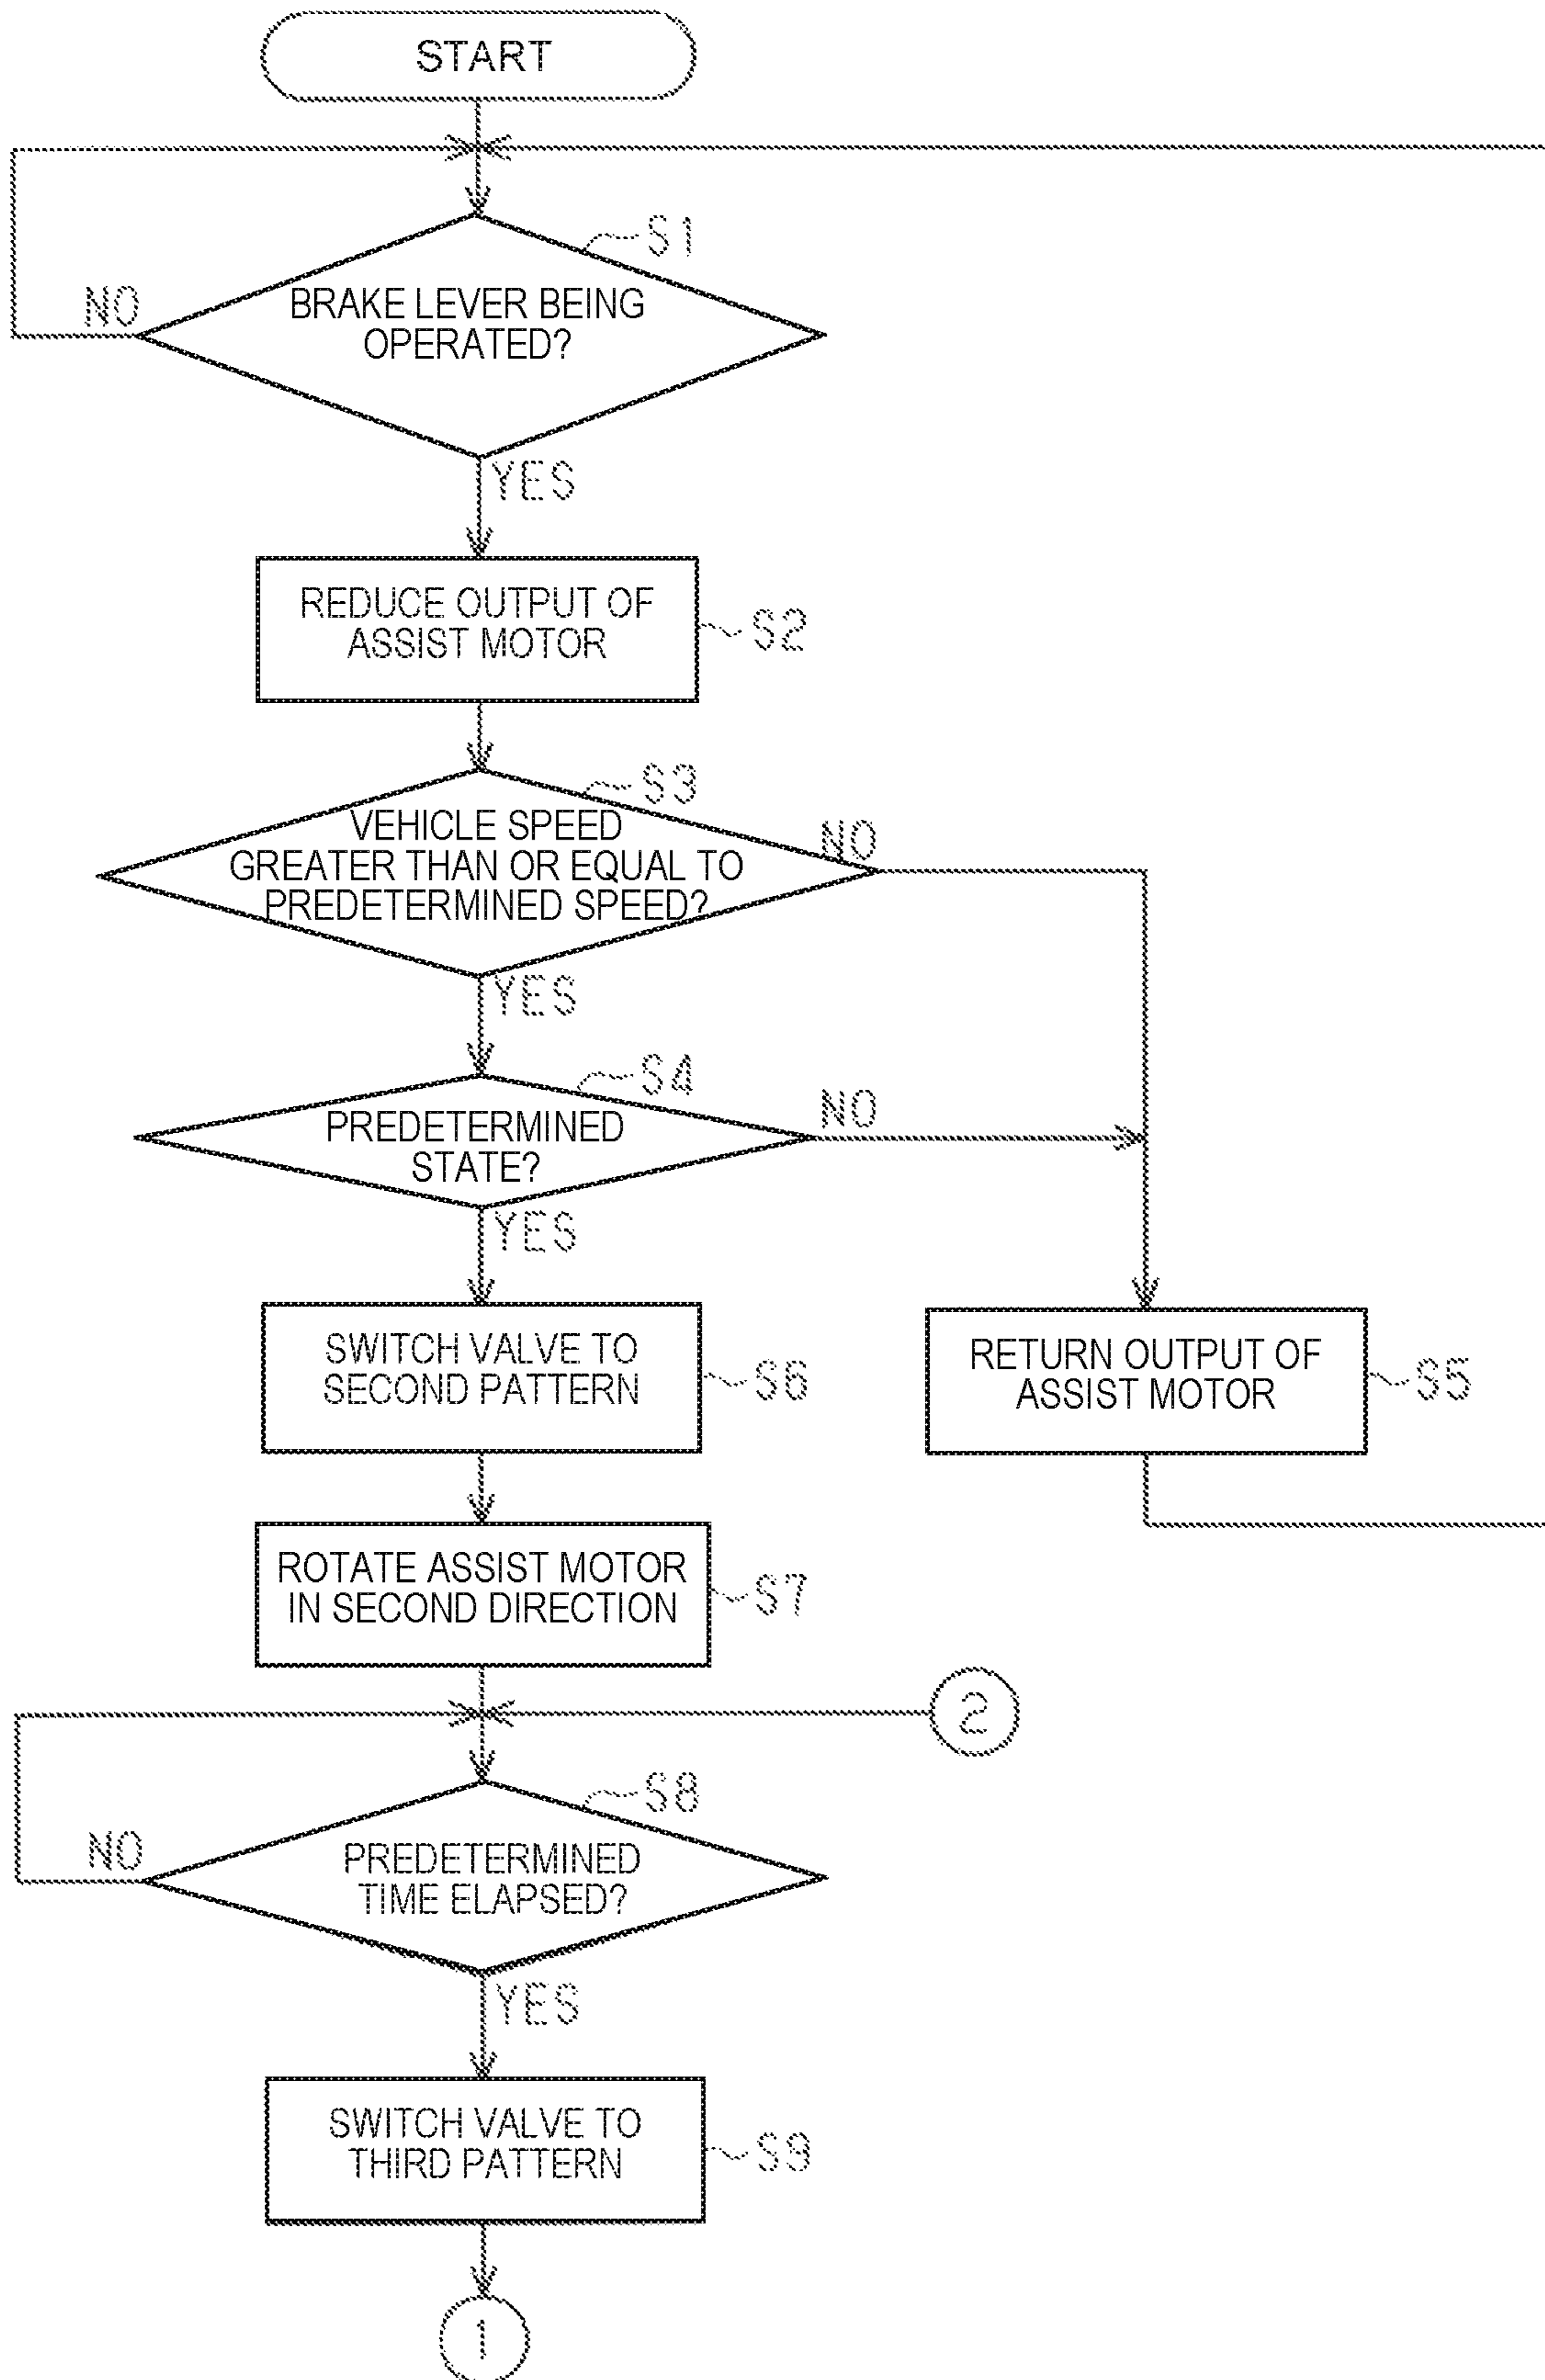 START
S1
NO
BRAKE LEVER BEING
OPERATED?
YES
REDUCE OUTPUT OF
ASSIST MOTOR
S2
S3
VEHICLE SPEED
GREATER THAN OR EQUAL TO
PREDETERMINED SPEED?
NO
YES
S4
PREDETERMINED
STATE?
NO
YES
SWITCH VALVE TO
SECOND PATTERN
S6
RETURN OUTPUT OF
ASSIST MOTOR
S5
ROTATE ASSIST MOTOR
IN SECOND DIRECTION
S7
2
S8
NO
PREDETERMINED
TIME ELAPSED?
YES
SWITCH VALVE TO
THIRD PATTERN
S9
1